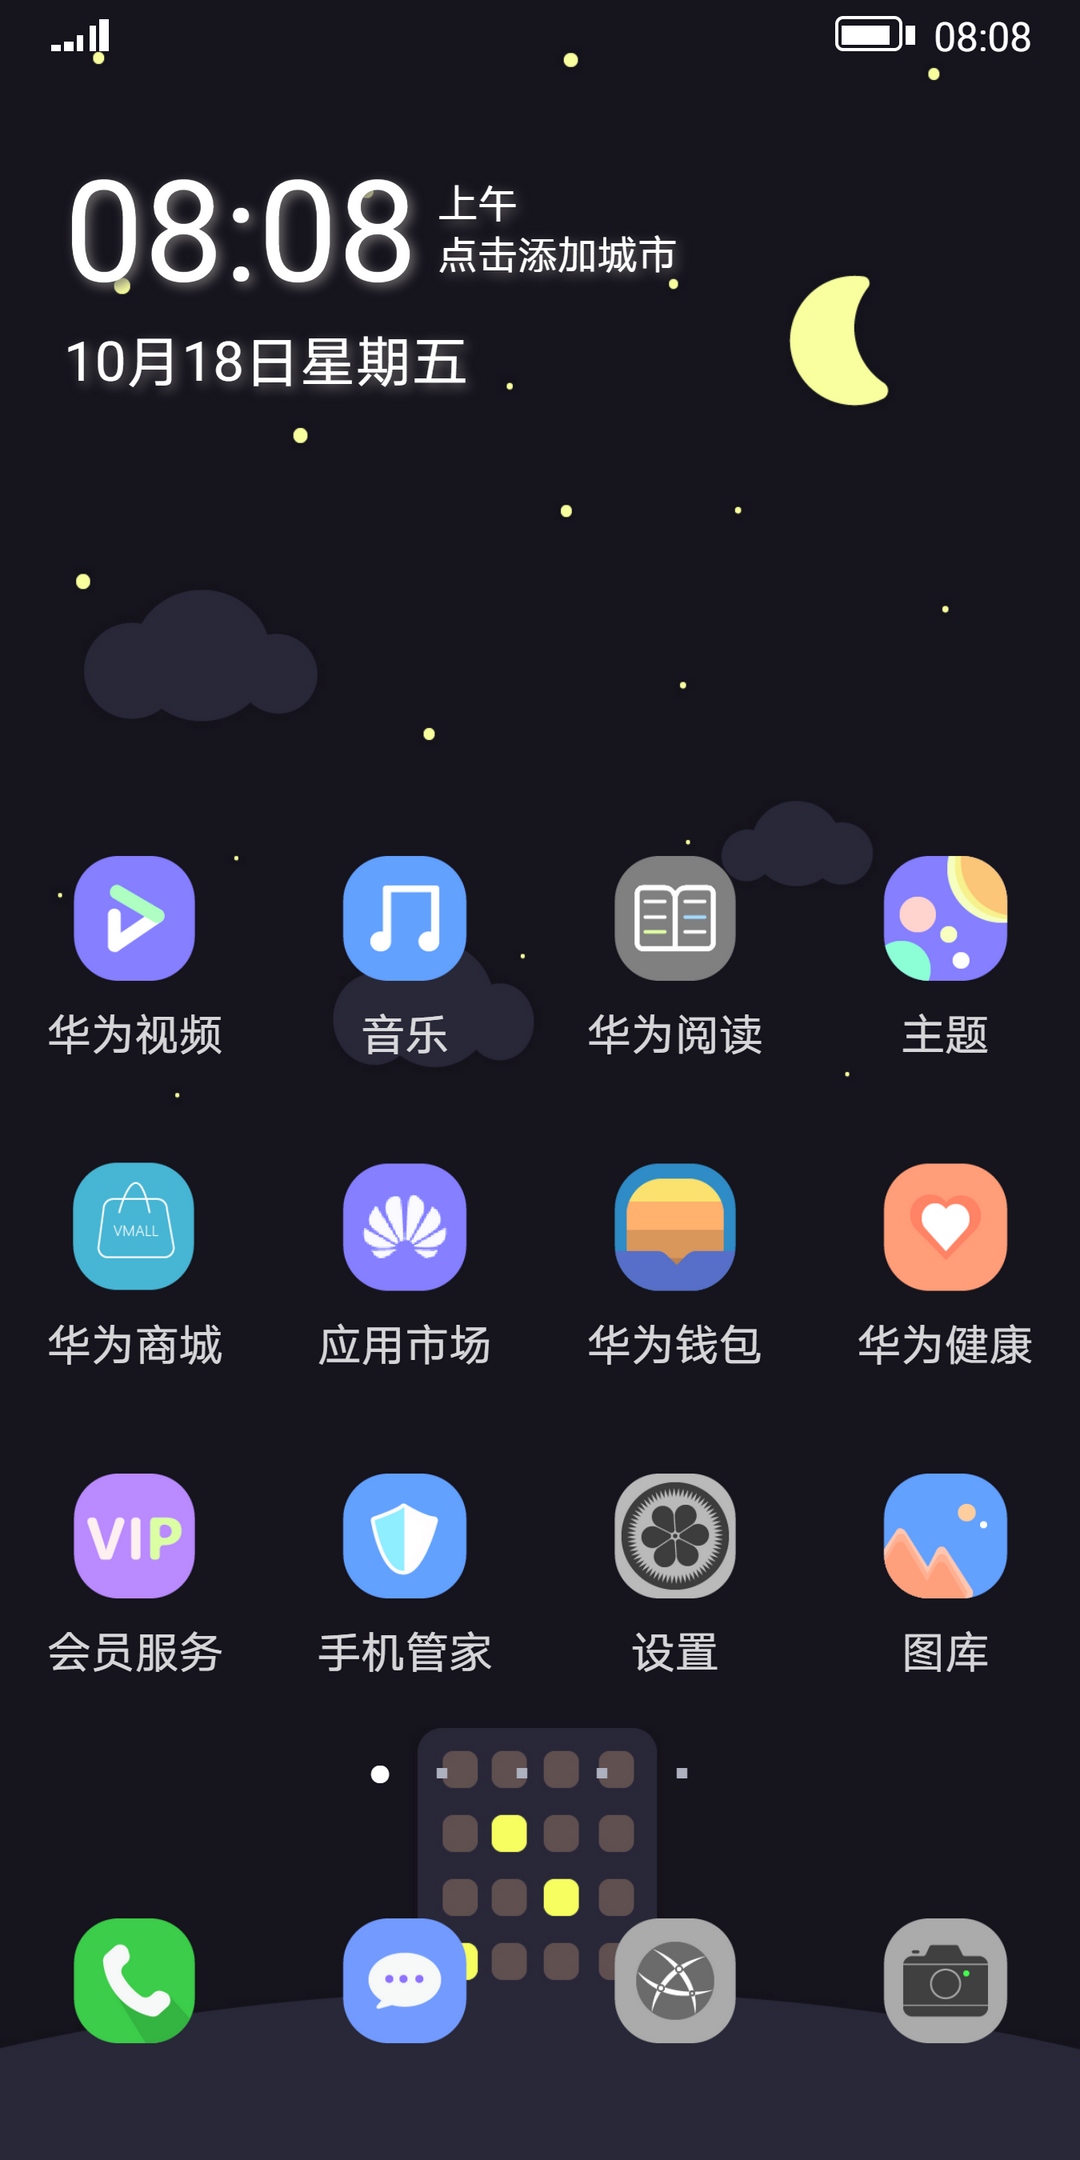 08:08
08:08
上午
点击添加城市
10月18日星期五
华为视频
音乐
华为阅读
主题
VMALL
华为商城
应用市场
华为钱包
华为健康
VIP
会员服务
手机管家
设置
图库